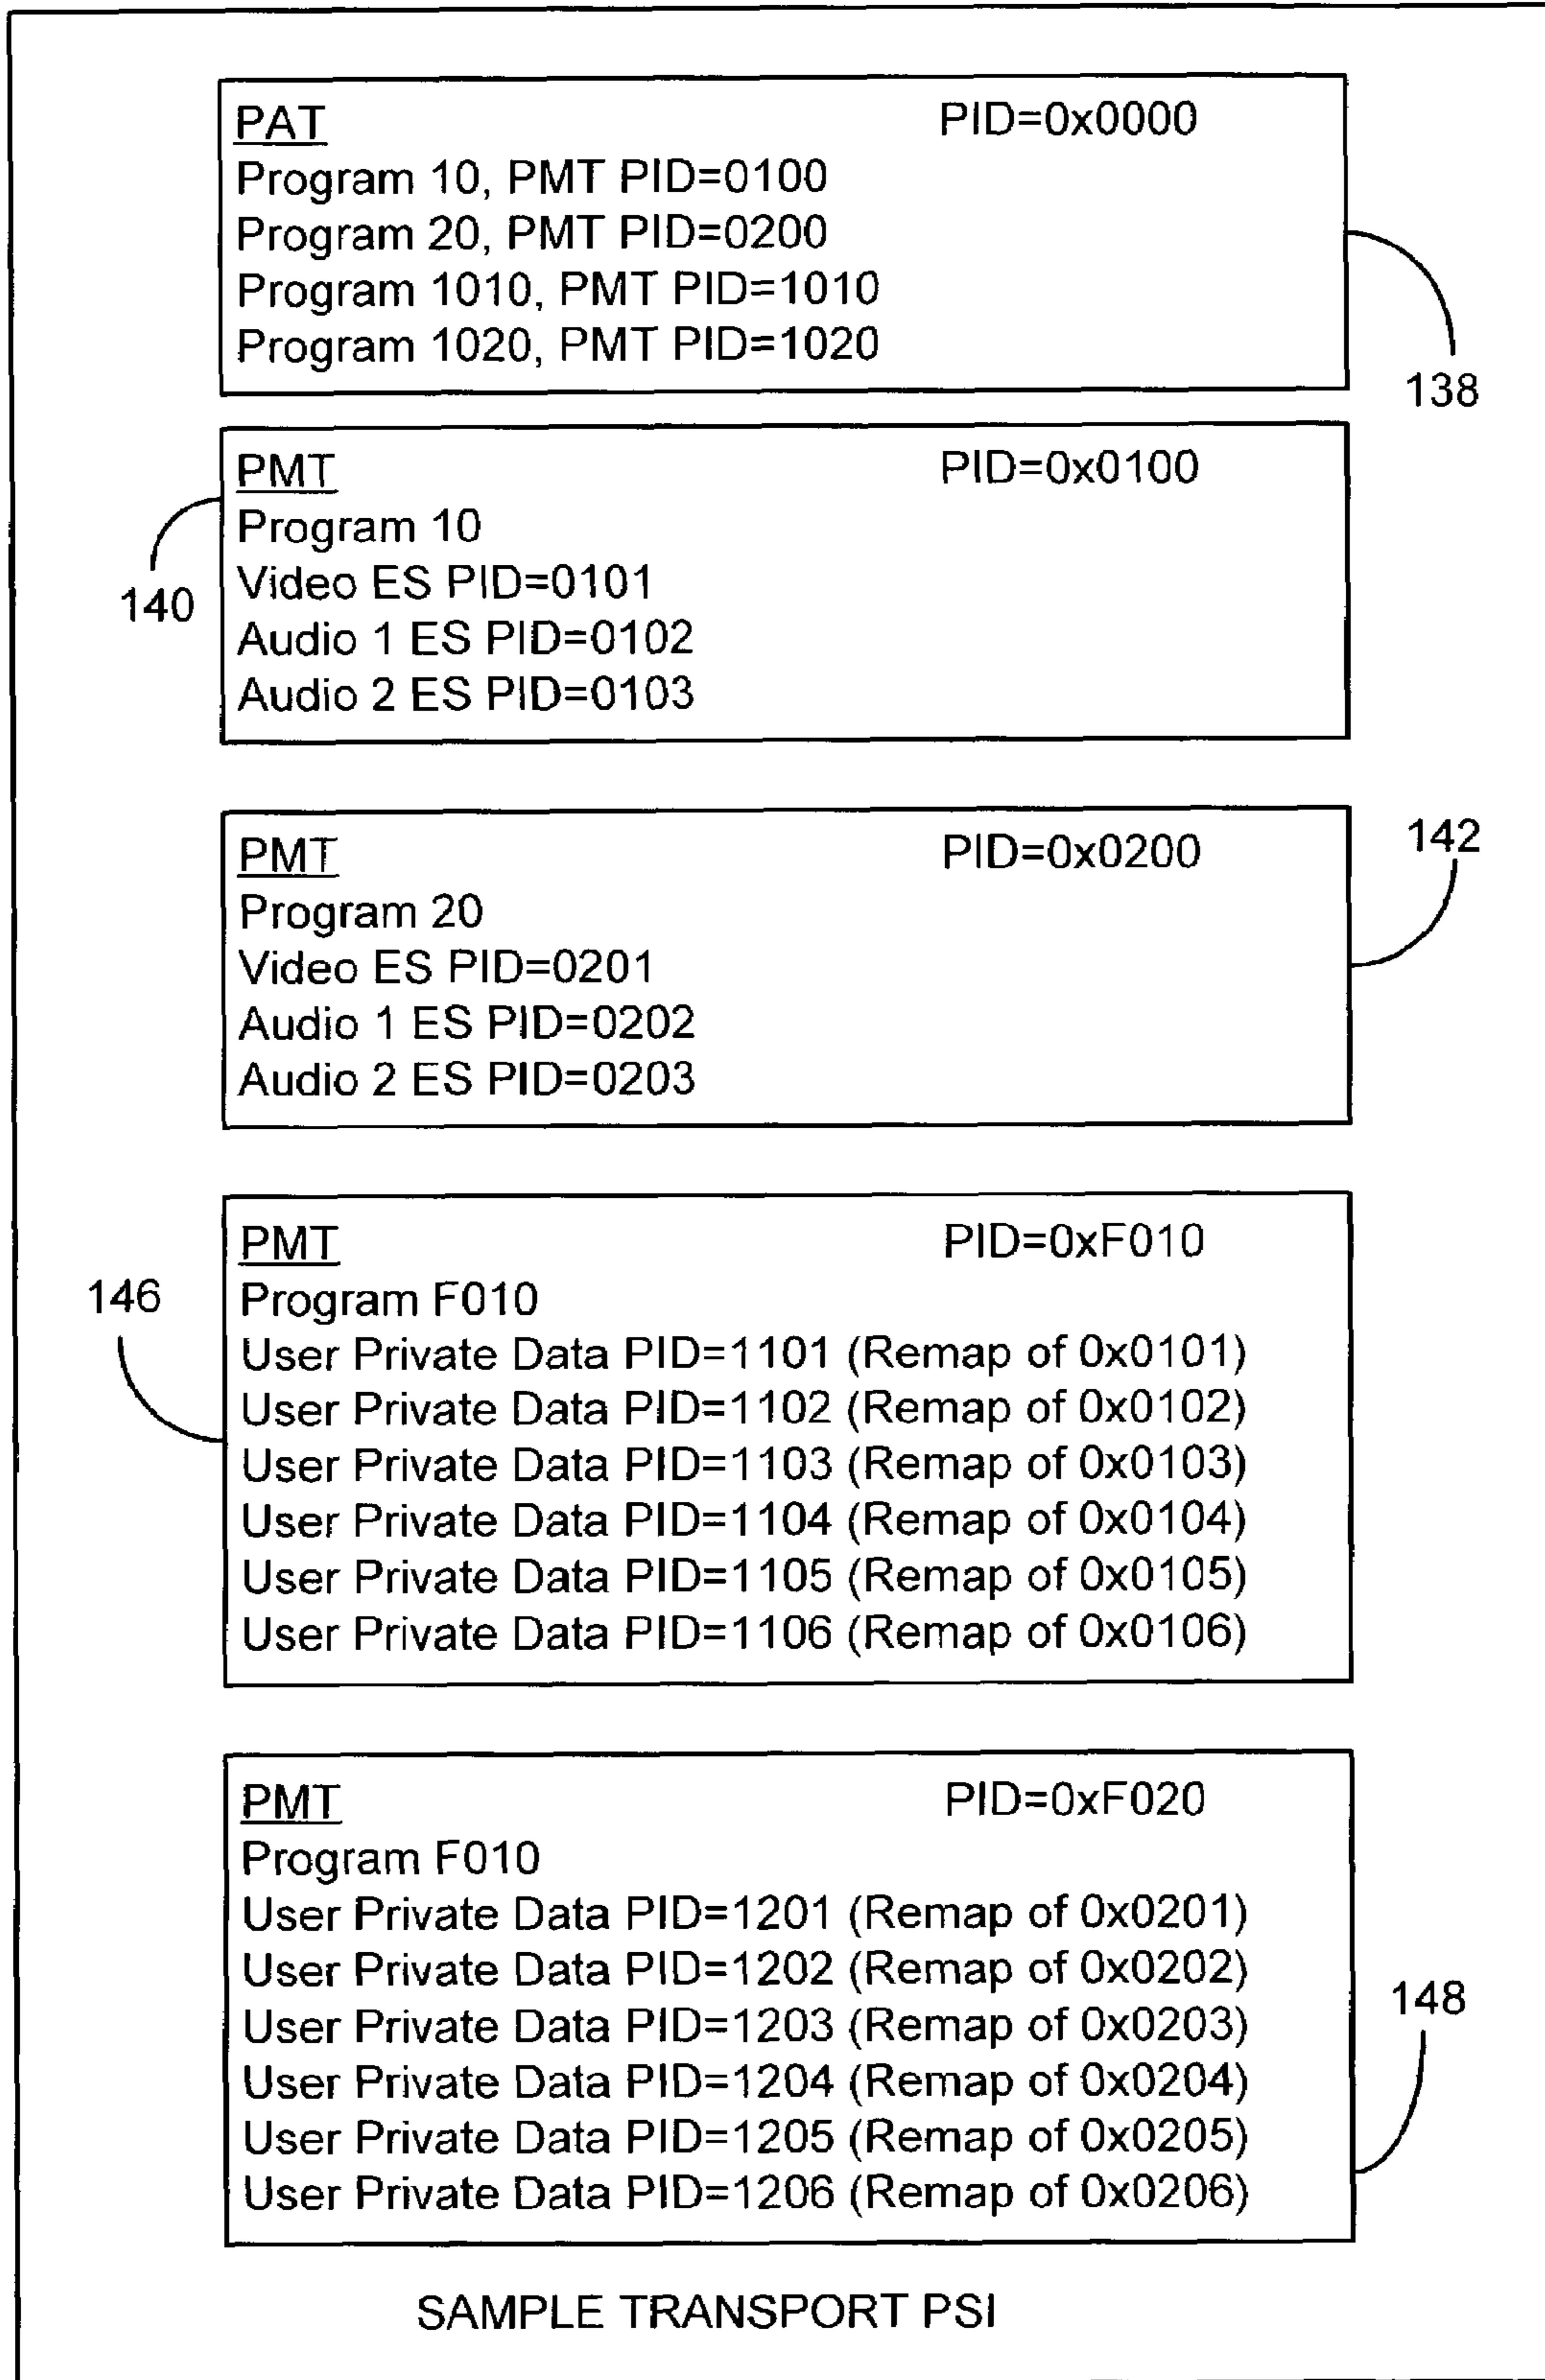 PAT PID=0x0000
Program 10, PMT PID=0100
Program 20, PMT PID=0200
Program 1010, PMT PID=1010
Program 1020, PMT PID=1020
138
PMT PID=0x0100
Program 10
Video ES PID=0101
Audio 1 ES PID=0102
Audio 2 ES PID=0103
140
PMT PID=0x0200
Program 20
Video ES PID=0201
Audio 1 ES PID=0202
Audio 2 ES PID=0203
142
PMT PID=0xF010
Program F010
User Private Data PID=1101 (Remap of 0x0101)
User Private Data PID=1102 (Remap of 0x0102)
User Private Data PID=1103 (Remap of 0x0103)
User Private Data PID=1104 (Remap of 0x0104)
User Private Data PID=1105 (Remap of 0x0105)
User Private Data PID=1106 (Remap of 0x0106)
146
PMT PID=0xF020
Program F010
User Private Data PID=1201 (Remap of 0x0201)
User Private Data PID=1202 (Remap of 0x0202)
User Private Data PID=1203 (Remap of 0x0203)
User Private Data PID=1204 (Remap of 0x0204)
User Private Data PID=1205 (Remap of 0x0205)
User Private Data PID=1206 (Remap of 0x0206)
148
SAMPLE TRANSPORT PSI